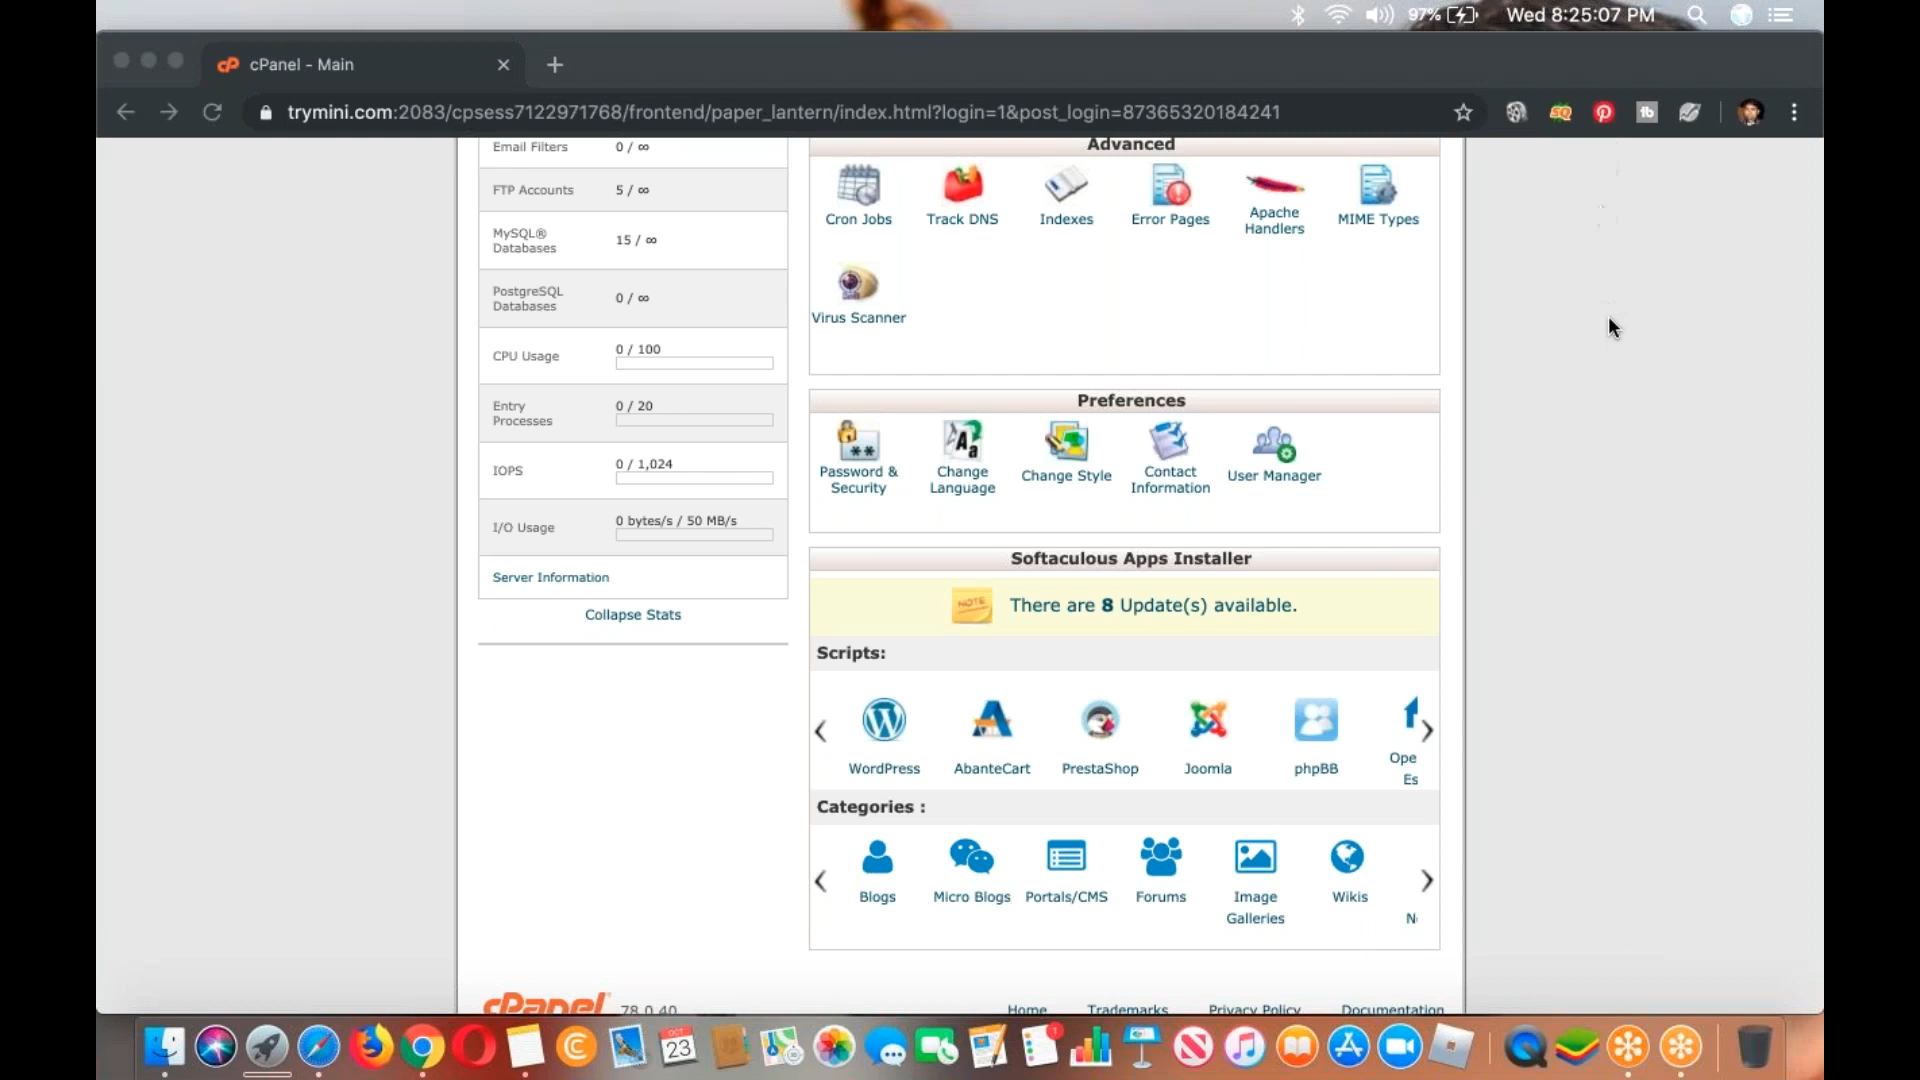 97%
Wed 8:25:07 PM
cPanel - Main
trymini.com:2083/cpsess7122971768/frontend/paper_lantern/index.html?login=1&post_login=87365320184241
Email Filters 0 / ∞
FTP Accounts 5 / ∞
MySQL®
Databases 15 / ∞
PostgreSQL
Databases 0 / ∞
CPU Usage 0 / 100
Entry
Processes 0 / 20
IOPS 0 / 1,024
I/O Usage 0 bytes/s / 50 MB/s
Server Information
Collapse Stats
Advanced
Cron Jobs Track DNS Indexes Error Pages Apache
Handlers MIME Types
Virus Scanner
Preferences
Password &
Security Change
Language Change Style Contact
Information User Manager
Softaculous Apps Installer
NOTE There are 8 Update(s) available.
Scripts:
WordPress AbanteCart PrestaShop Joomla phpBB Ope
Es
Categories :
Blogs Micro Blogs Portals/CMS Forums Image
Galleries Wikis
cPanel 78.0.40
Home Trademarks Privacy Policy Documentation
OCT
23